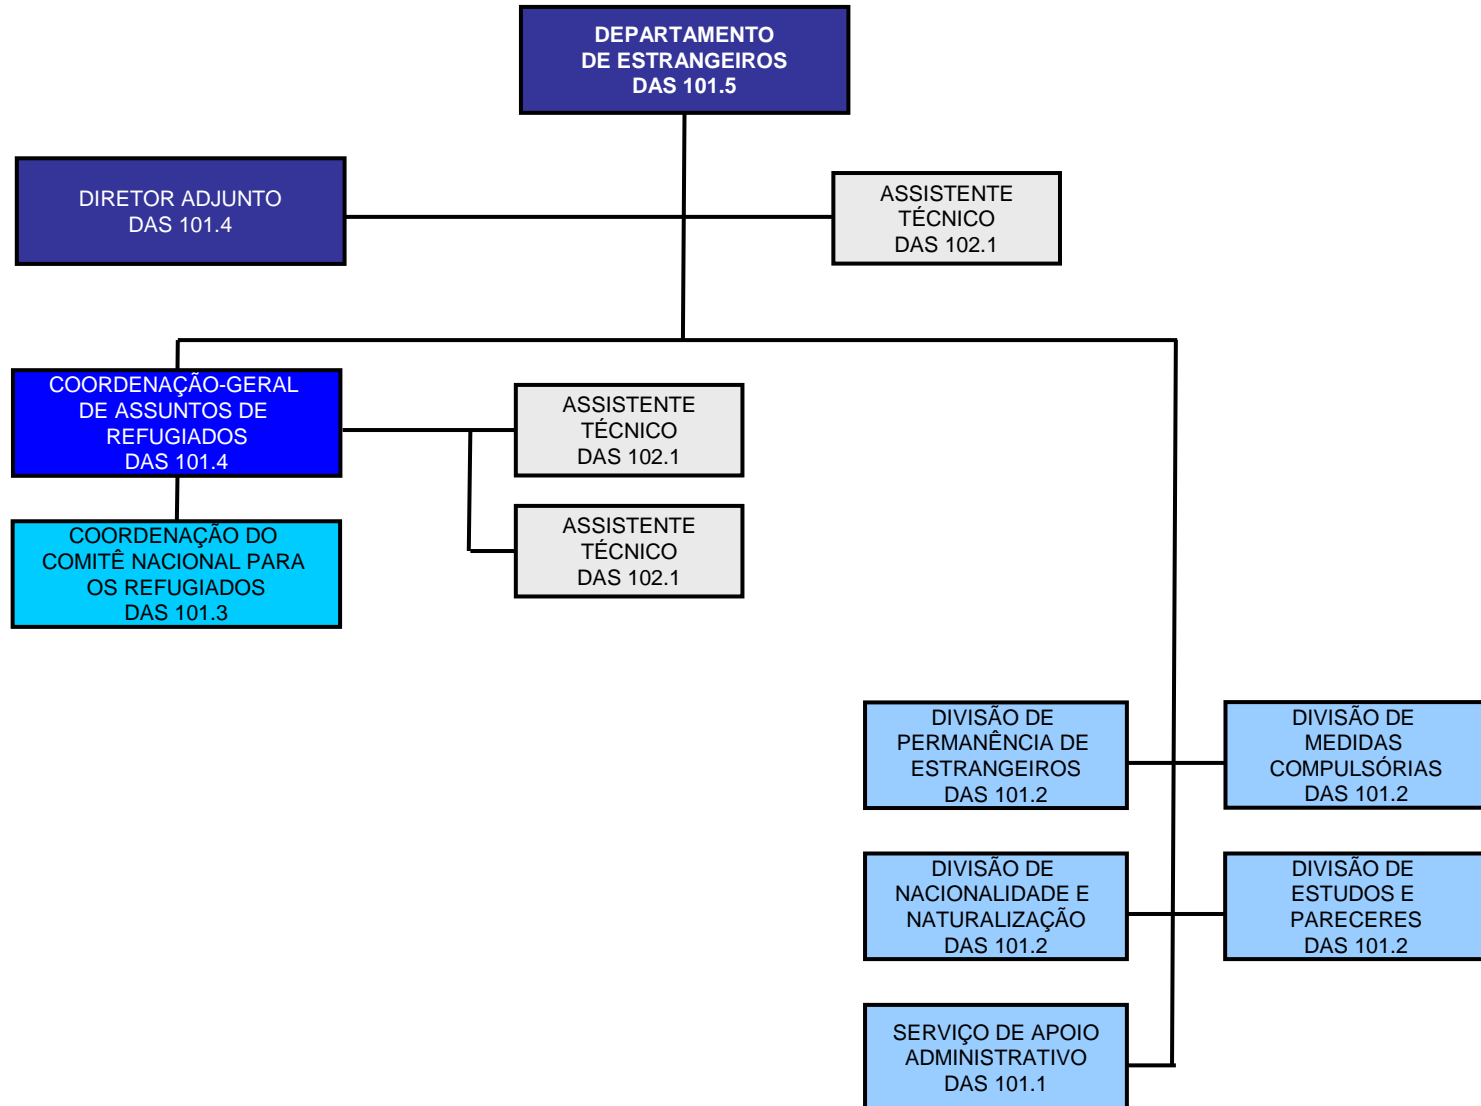 DEPARTAMENTO
DE ESTRANGEIROS
DAS 101.5
DIRETOR ADJUNTO
DAS 101.4
ASSISTENTE
TÉCNICO
DAS 102.1
COORDENAÇÃO-GERAL
DE ASSUNTOS DE
REFUGIADOS
DAS 101.4
ASSISTENTE
TÉCNICO
DAS 102.1
COORDENAÇÃO DO
COMITÊ NACIONAL PARA
OS REFUGIADOS
DAS 101.3
ASSISTENTE
TÉCNICO
DAS 102.1
DIVISÃO DE
PERMANÊNCIA DE
ESTRANGEIROS
DAS 101.2
DIVISÃO DE
MEDIDAS
COMPULSÓRIAS
DAS 101.2
DIVISÃO DE
NACIONALIDADE E
NATURALIZAÇÃO
DAS 101.2
DIVISÃO DE
ESTUDOS E
PARECERES
DAS 101.2
SERVIÇO DE APOIO
ADMINISTRATIVO
DAS 101.1